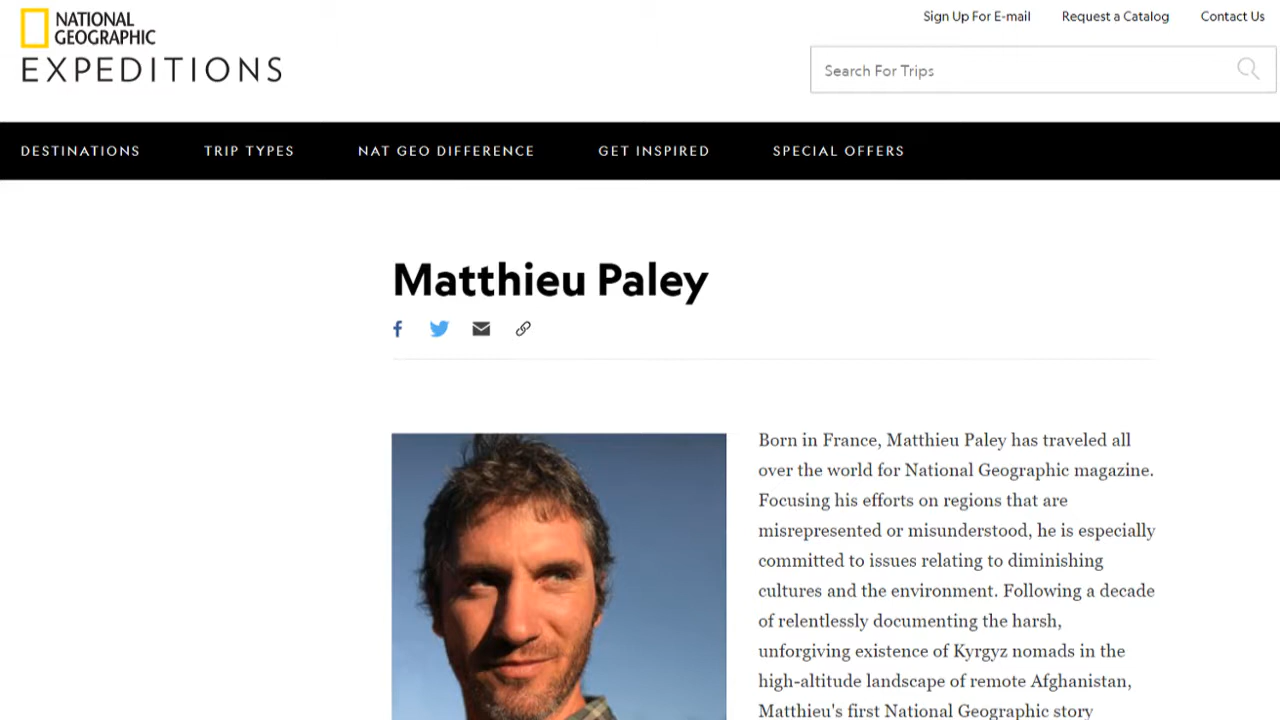 NATIONAL
GEOGRAPHIC
EXPEDITIONS
Sign Up For E-mail Request a Catalog Contact Us
Search For Trips
DESTINATIONS TRIP TYPES NAT GEO DIFFERENCE GET INSPIRED SPECIAL OFFERS
Matthieu Paley
Born in France, Matthieu Paley has traveled all
over the world for National Geographic magazine.
Focusing his efforts on regions that are
misrepresented or misunderstood, he is especially
committed to issues relating to diminishing
cultures and the environment. Following a decade
of relentlessly documenting the harsh,
unforgiving existence of Kyrgyz nomads in the
high-altitude landscape of remote Afghanistan,
Matthieu's first National Geographic story